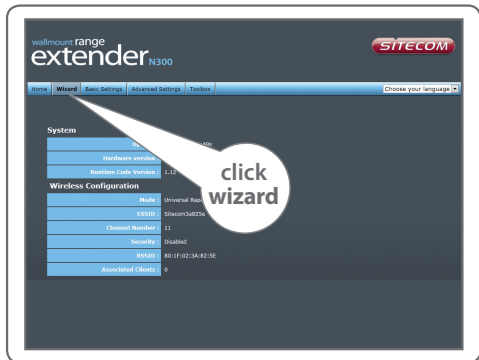 wallmount range
extender N300
SITECOM
Home Wizard Basic Settings Advanced Settings Toolbox
Choose your language
System
Hardware version
Runtime Code Version : 1.12
click
wizard
Wireless Configuration
Mode : Universal
ESSID : Sitecom3a825e
Channel Number : 11
Security : Disabled
BSSID : 80:1F:02:3A:82:5E
Associated Clients : 0